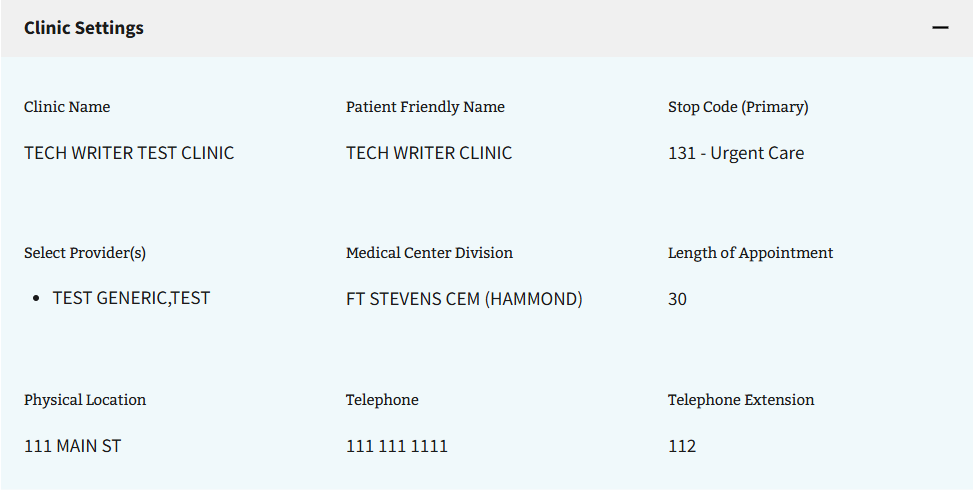 Clinic Settings
Clinic Name Patient Friendly Name Stop Code (Primary)
TECH WRITER TEST CLINIC TECH WRITER CLINIC 131 - Urgent Care
Select Provider(s) Medical Center Division Length of Appointment
• TEST GENERIC,TEST FT STEVENS CEM (HAMMOND) 30
Physical Location Telephone Telephone Extension
111 MAIN ST 111 111 1111 112